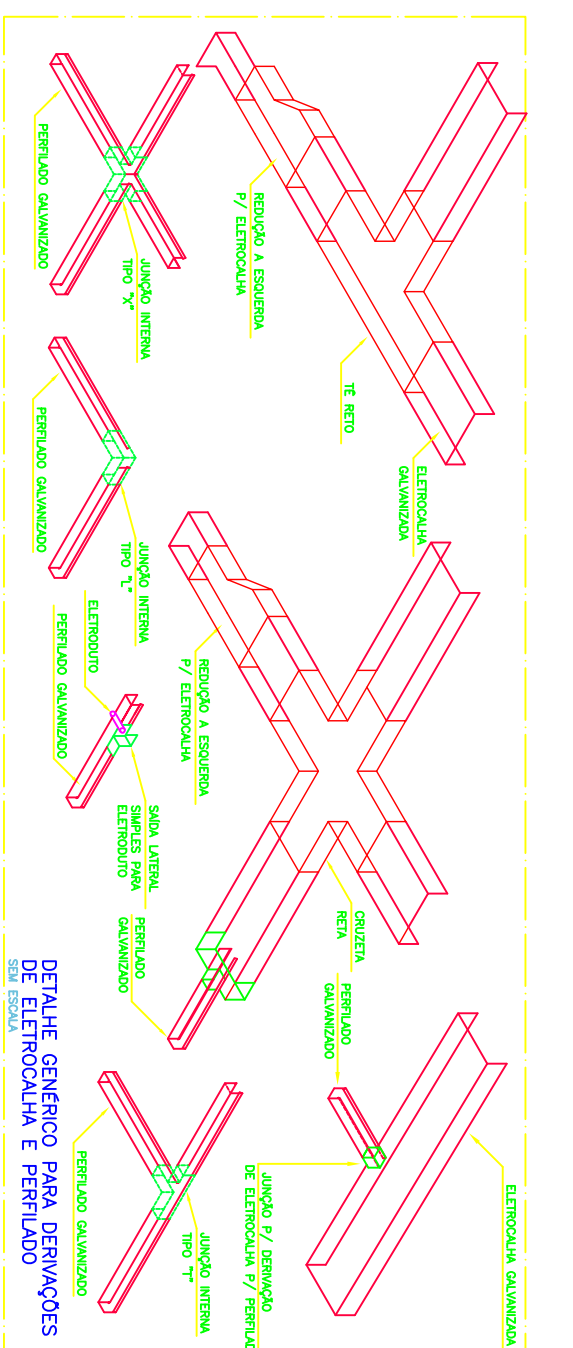 REDUÇÃO A ESQUERDA
P/ ELETROCALHA
TÊ RETO
ELETROCALHA
GALVANIZADA
REDUÇÃO A ESQUERDA
P/ ELETROCALHA
CRUZETA
RETA
PERFILADO
GALVANIZADO
PERFILADO
GALVANIZADO
ELETROCALHA GALVANIZADA
JUNÇÃO P/ DERIVAÇÃO
DE ELETROCALHA P/ PERFILAD
PERFILADO GALVANIZADO
JUNÇÃO INTERNA
TIPO "X"
PERFILADO GALVANIZADO
JUNÇÃO INTERNA
TIPO "L"
ELETRODUTO
PERFILADO GALVANIZADO
SAÍDA LATERAL
SIMPLES PARA
ELETRODUTO
PERFILADO GALVANIZADO
JUNÇÃO INTERNA
TIPO "T"
DETALHE GENÉRICO PARA DERIVAÇÕES
DE ELETROCALHA E PERFILADO
SEM ESCALA